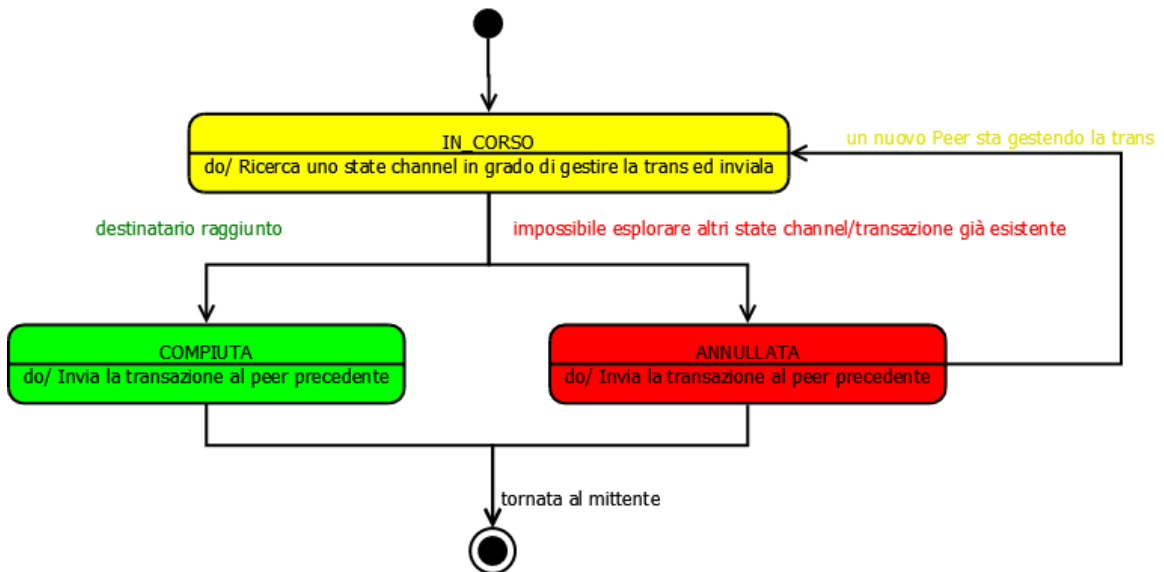 IN_CORSO
do/ Ricerca uno state channel in grado di gestire la trans ed inviala
un nuovo Peer sta gestendo la trans
destinatario raggiunto
impossibile esplorare altri state channel/transazione già esistente
COMPIUTA
do/ Invia la transazione al peer precedente
ANNULLATA
do/ Invia la transazione al peer precedente
tornata al mittente